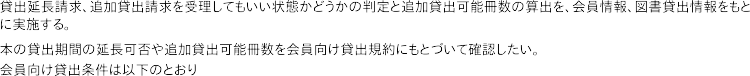 貸出延長請求、追加貸出請求を受理してもいい状態かどうかの判定と追加貸出可能冊数の算出を、会員情報、図書貸出情報をもと
に実施する。
本の貸出期間の延長可否や追加貸出可能冊数を会員向け貸出規約にもとづいて確認したい。
会員向け貸出条件は以下のとおり